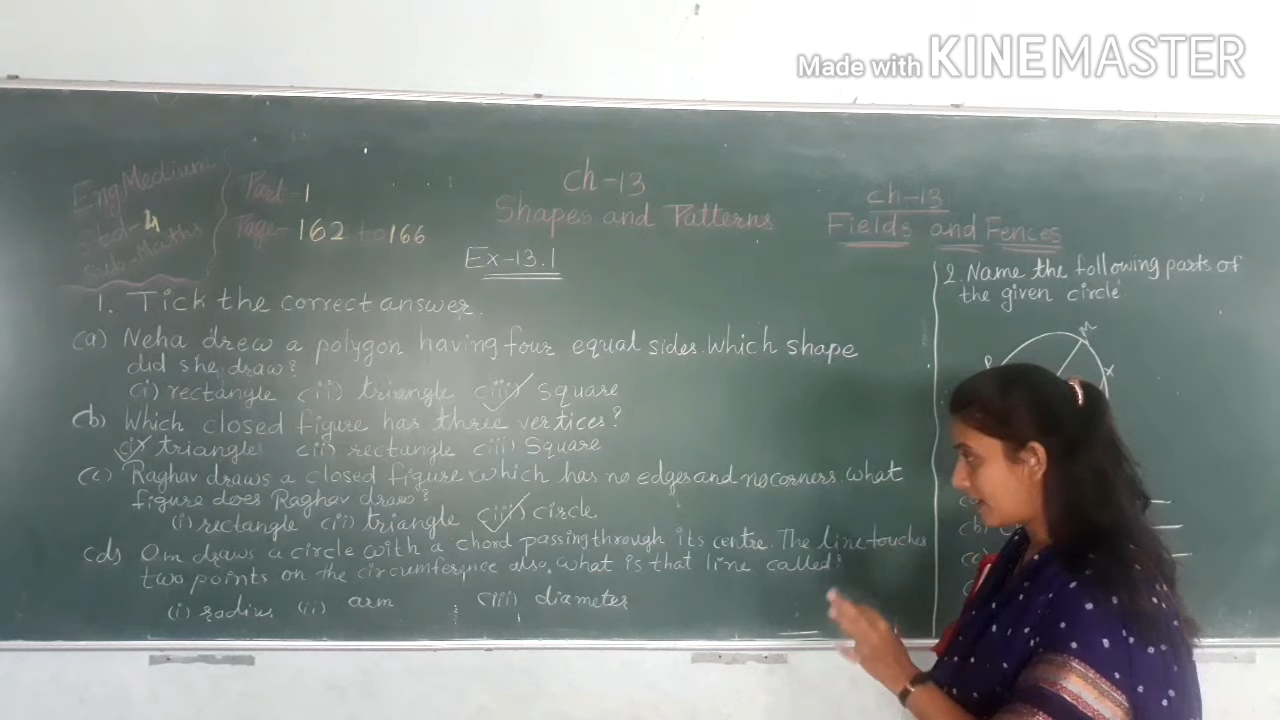 Made with KINEMASTER
Eng Medium
Std-4
Sub-Maths
Part-1
Page-162 to 166
Ch-13
Shapes and Patterns
Ch-13
Fields and Fences
Ex-13.1
1. Tick the correct answer.
(a) Neha drew a polygon having four equal sides. Which shape
did she draw?
(i) rectangle (ii) triangle (iii) square
(b) Which closed figure has three vertices?
(i) triangle (ii) rectangle (iii) Square
(c) Raghav draws a closed figure which has no edges and no corners. what
figure does Raghav draw?
(i) rectangle (ii) triangle (iii) circle
(d) Om draws a circle with a chord passing through its centre. The line touches
two points on the circumference also. what is that line called?
(i) radius (ii) arm (iii) diameter
2. Name the following parts of
the given circle
M
P
X